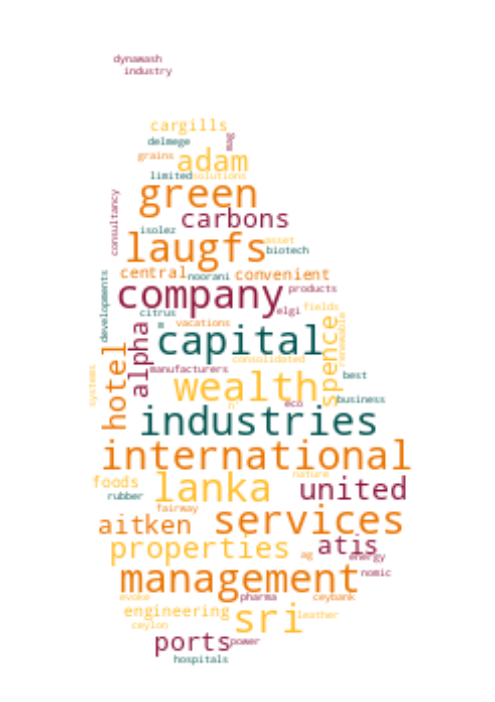 dynawash
industry
cargills
delmege
gmg
grains
adam
limited solutions
green
consultancy
carbons
isolez
laugfs
asset
biotech
central noorani convenient
developments
company
products
citrus
elgi
fields
m
vacations
renewable
capital
alpha
spence
consolidated
hotel
manufacturers
systems
wealth
best
n
eco
business
industries
international
nature
foods
lanka
united
rubber
fairway
aitken
services
properties
atis
ag
energy
management
nomic
evoke
pharma
ceybank
engineering
sri
leather
ceylon
ports
power
hospitals